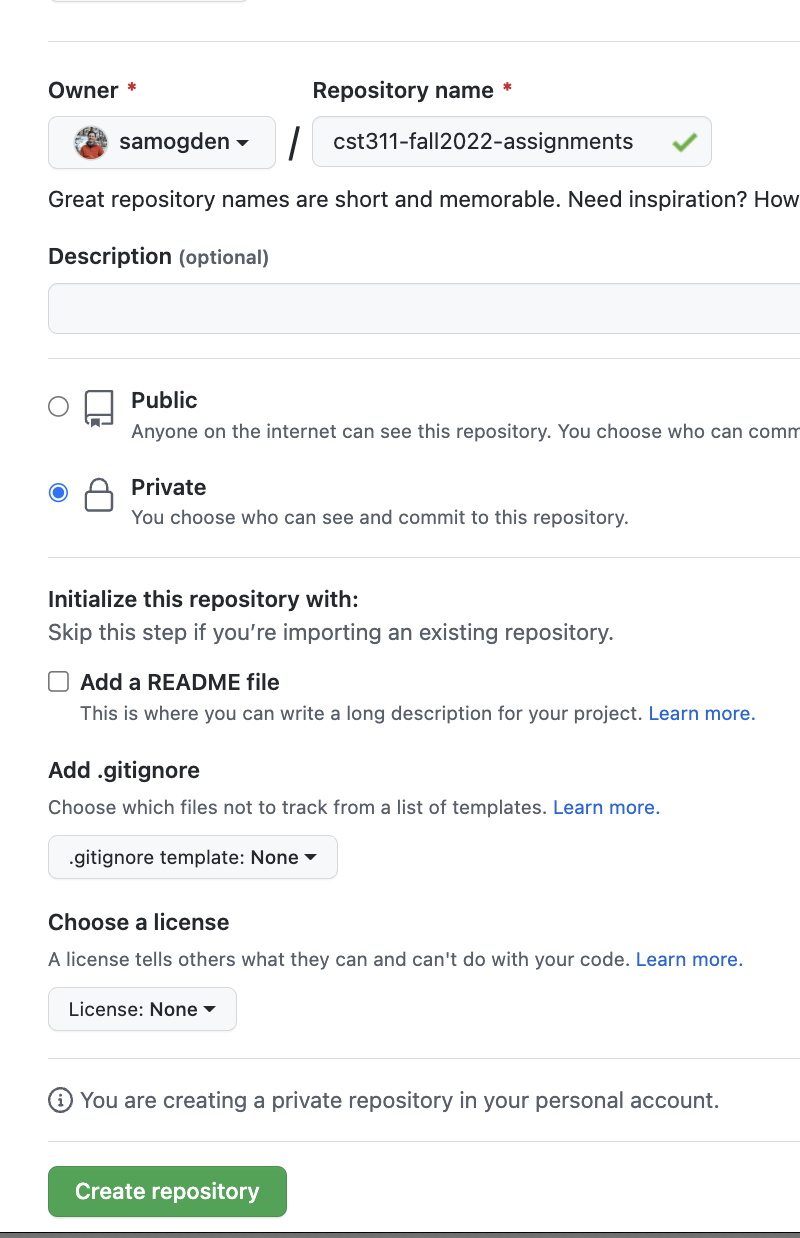 Owner *
Repository name *
samogden
/
cst311-fall2022-assignments
Great repository names are short and memorable. Need inspiration? How
Description (optional)
Public
Anyone on the internet can see this repository. You choose who can comm
Private
You choose who can see and commit to this repository.
Initialize this repository with:
Skip this step if you’re importing an existing repository.
Add a README file
This is where you can write a long description for your project. Learn more.
Add .gitignore
Choose which files not to track from a list of templates. Learn more.
.gitignore template: None
Choose a license
A license tells others what they can and can't do with your code. Learn more.
License: None
You are creating a private repository in your personal account.
Create repository